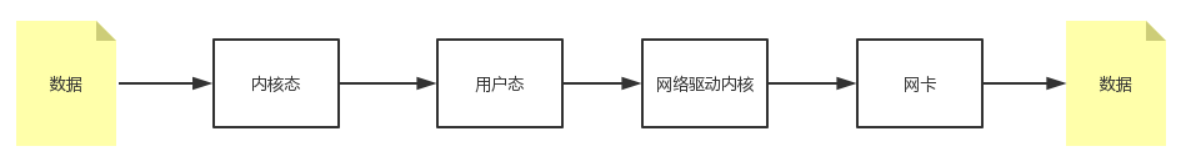 数据
内核态
用户态
网络驱动内核
网卡
数据